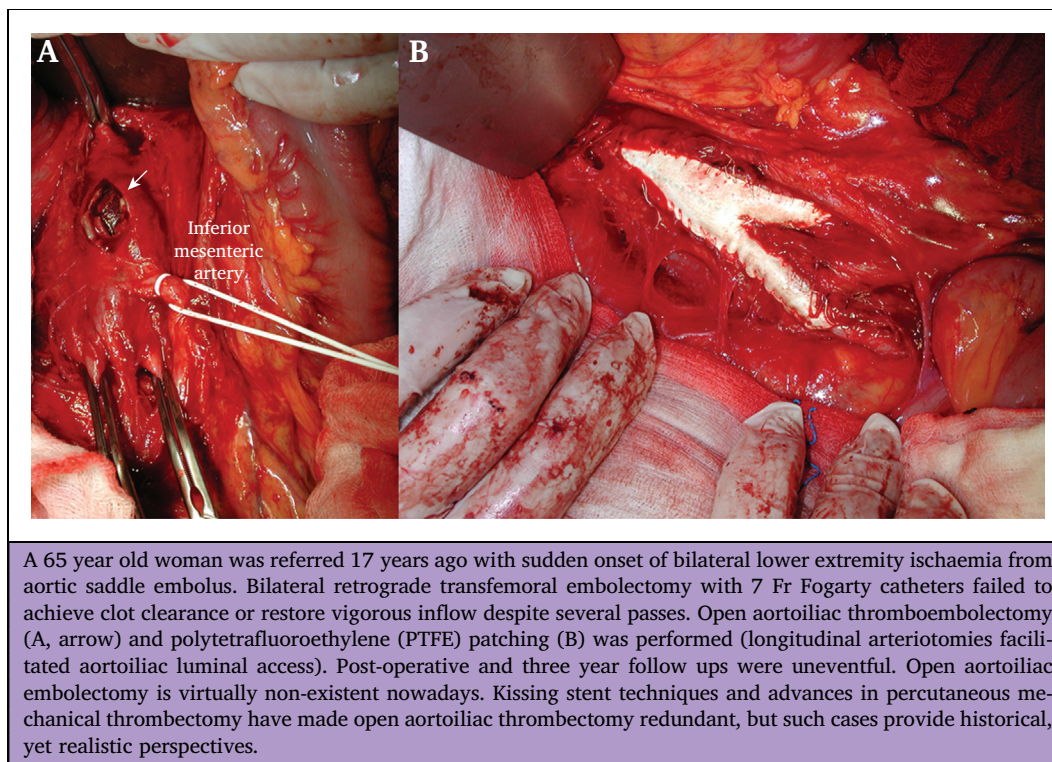 A
B
Inferior
mesenteric
artery
A 65 year old woman was referred 17 years ago with sudden onset of bilateral lower extremity ischaemia from
aortic saddle embolus. Bilateral retrograde transfemoral embolectomy with 7 Fr Fogarty catheters failed to
achieve clot clearance or restore vigorous inflow despite several passes. Open aortoiliac thromboembolectomy
(A, arrow) and polytetrafluoroethylene (PTFE) patching (B) was performed (longitudinal arteriotomies facili-
tated aortoiliac luminal access). Post-operative and three year follow ups were uneventful. Open aortoiliac
embolectomy is virtually non-existent nowadays. Kissing stent techniques and advances in percutaneous me-
chanical thrombectomy have made open aortoiliac thrombectomy redundant, but such cases provide historical,
yet realistic perspectives.